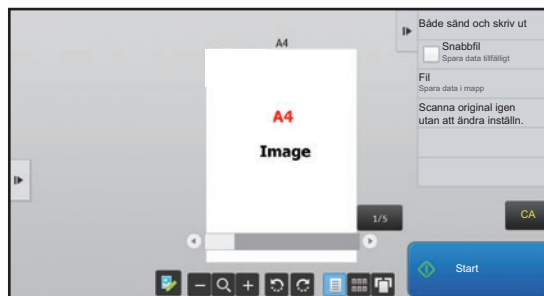 A4
A4
Image
1/5
Både sänd och skriv ut
Snabbfil
Spara data tillfälligt
Fil
Spara data i mapp
Scanna original igen
utan att ändra inställn.
CA
Start